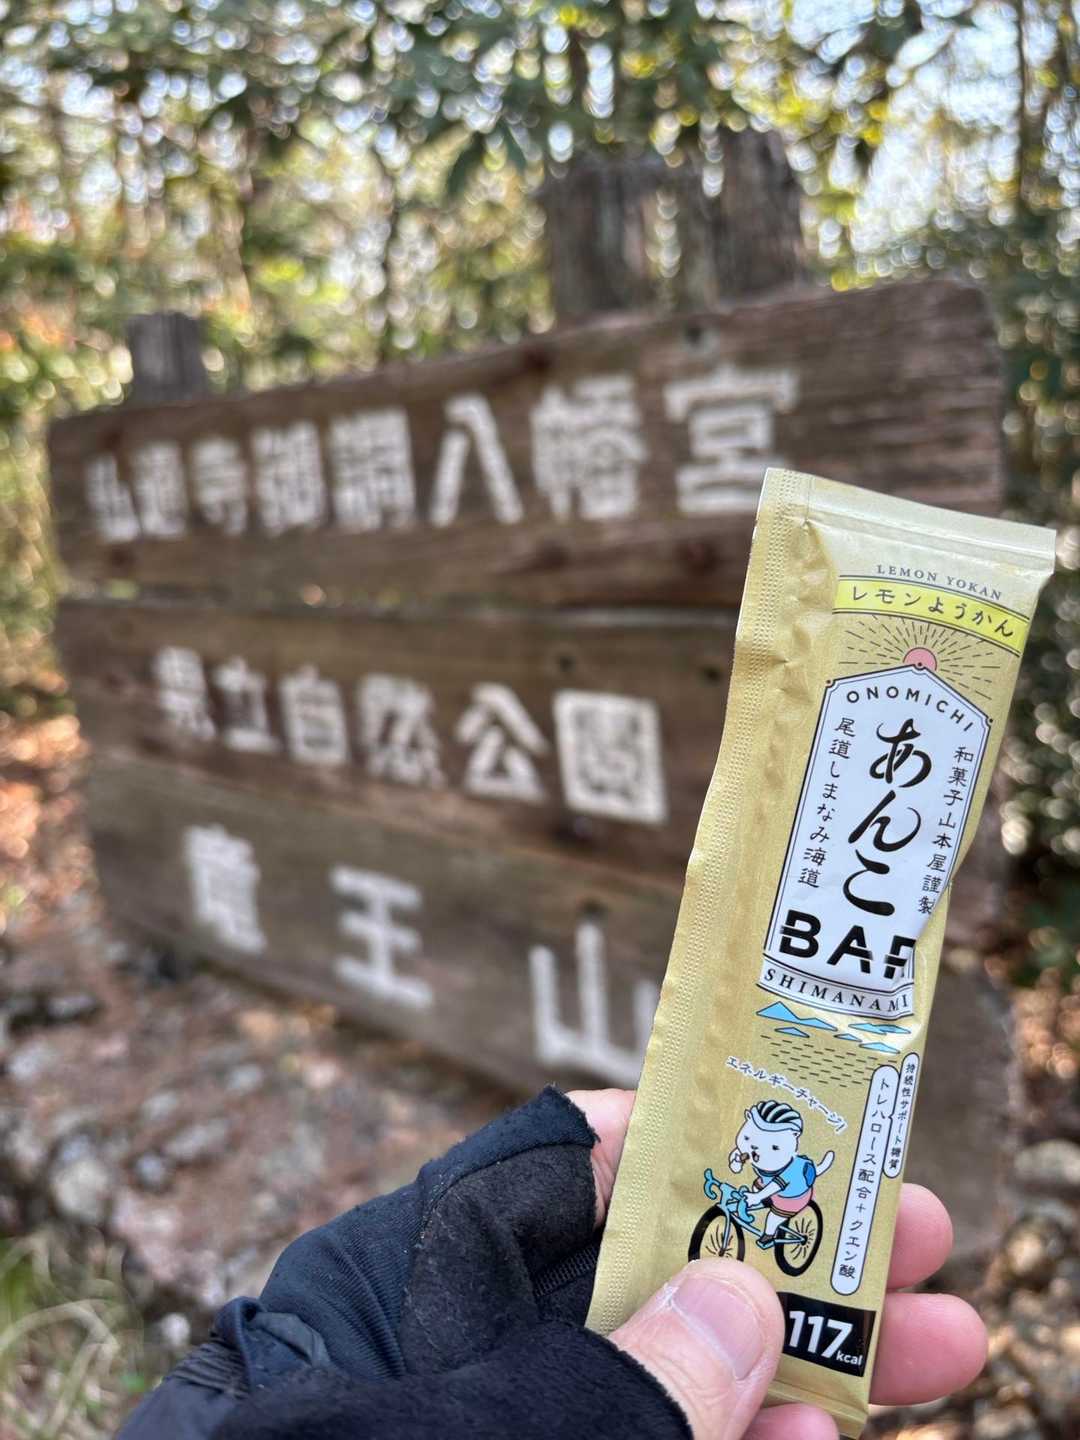 仏通寺御調八幡宮
県立自然公園
竜王山
LEMON YOKAN
レモンようかん
ONOMICHI
和菓子山本屋謹製
あんこ
尾道しまなみ海道
BAR
SHIMANAMI
エネルギーチャージ!
持続性サポート糖質
トレハロース配合+クエン酸
117kcal